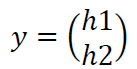 y = (h1
h2)